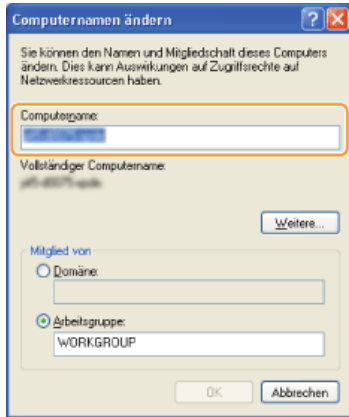 Computernamen ändern
Sie können den Namen und Mitgliedschaft dieses Computers
ändern. Dies kann Auswirkungen auf Zugriffsrechte auf
Netzwerkressourcen haben.
Computername:
Vollständiger Computername:
Weitere...
Mitglied von
Domäne:
Arbeitsgruppe:
WORKGROUP
OK
Abbrechen